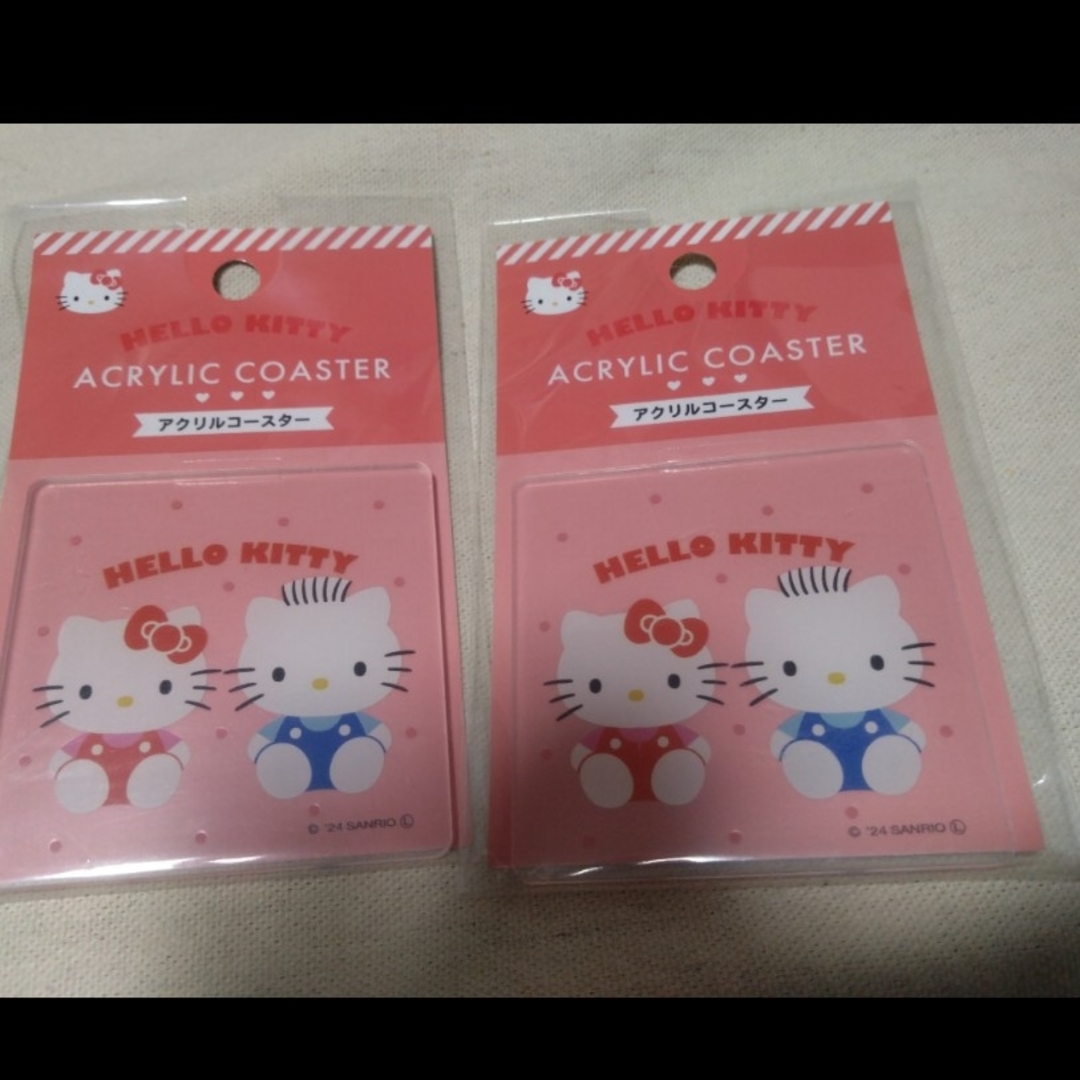 HELLO KITTY
ACRYLIC COASTER
アクリルコースター
HELLO KITTY
© '24 SANRIO Ⓛ
HELLO KITTY
ACRYLIC COASTER
アクリルコースター
HELLO KITTY
© '24 SANRIO Ⓛ